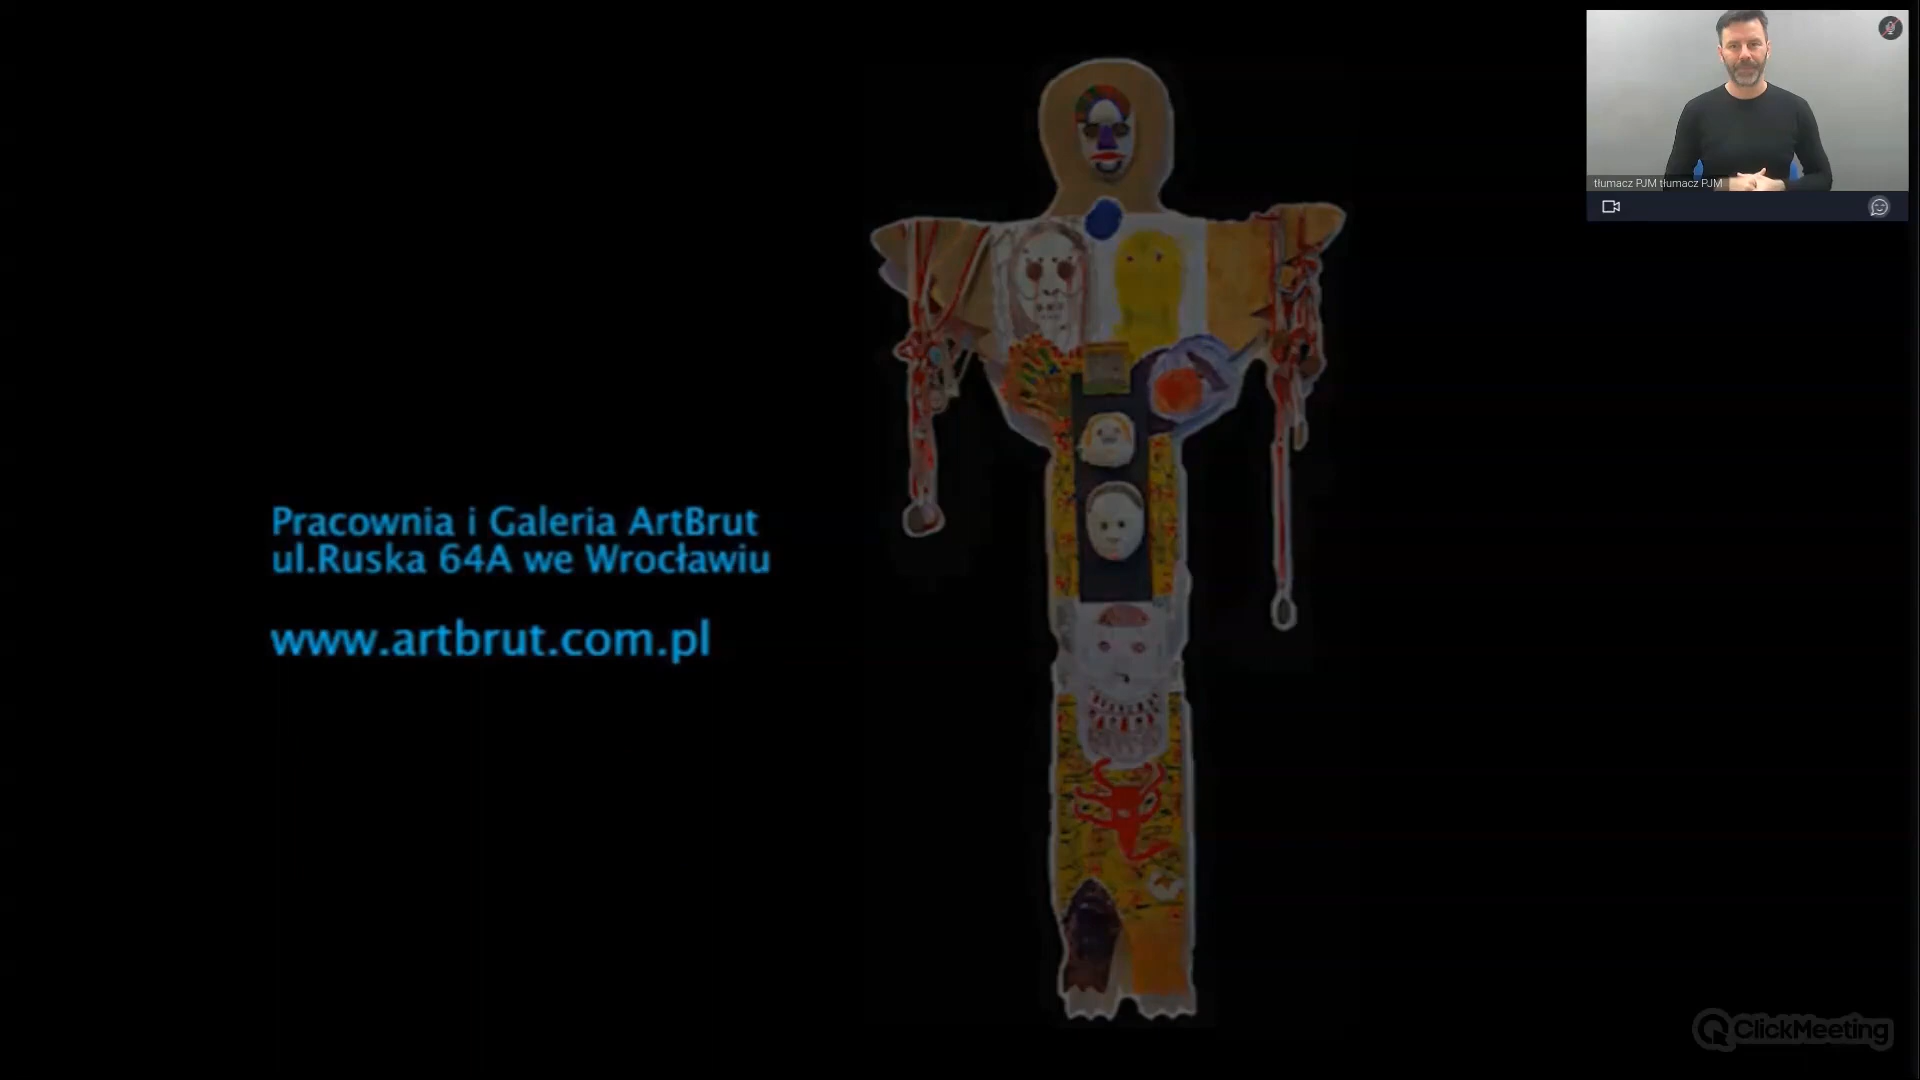 tłumacz PJM tłumacz PJM
Pracownia i Galeria ArtBrut
ul.Ruska 64A we Wrocławiu
www.artbrut.com.pl
ClickMeeting